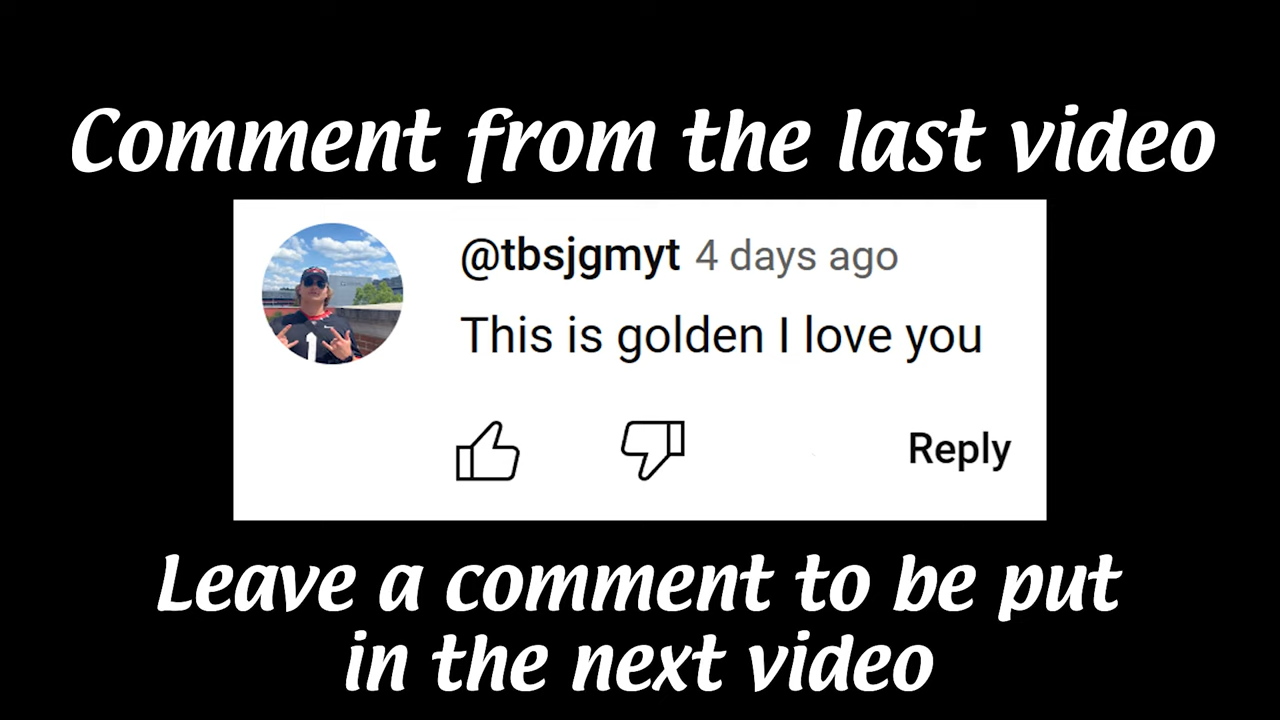 Comment from the last video
@tbsjgmyt 4 days ago
This is golden I love you
Reply
Leave a comment to be put
in the next video